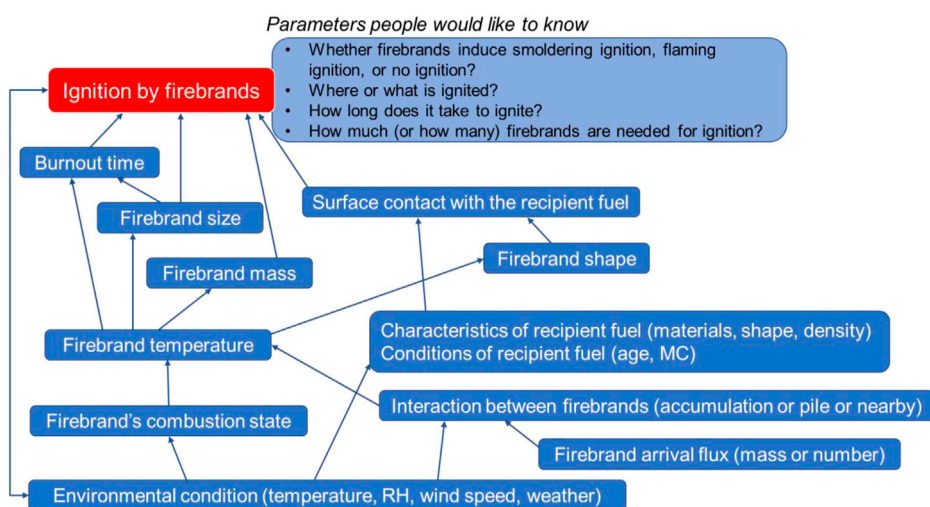 Parameters people would like to know
• Whether firebrands induce smoldering ignition, flaming
ignition, or no ignition?
• Where or what is ignited?
• How long does it take to ignite?
• How much (or how many) firebrands are needed for ignition?
Ignition by firebrands
Burnout time
Surface contact with the recipient fuel
Firebrand size
Firebrand shape
Firebrand mass
Characteristics of recipient fuel (materials, shape, density)
Conditions of recipient fuel (age, MC)
Firebrand temperature
Interaction between firebrands (accumulation or pile or nearby)
Firebrand's combustion state
Firebrand arrival flux (mass or number)
Environmental condition (temperature, RH, wind speed, weather)